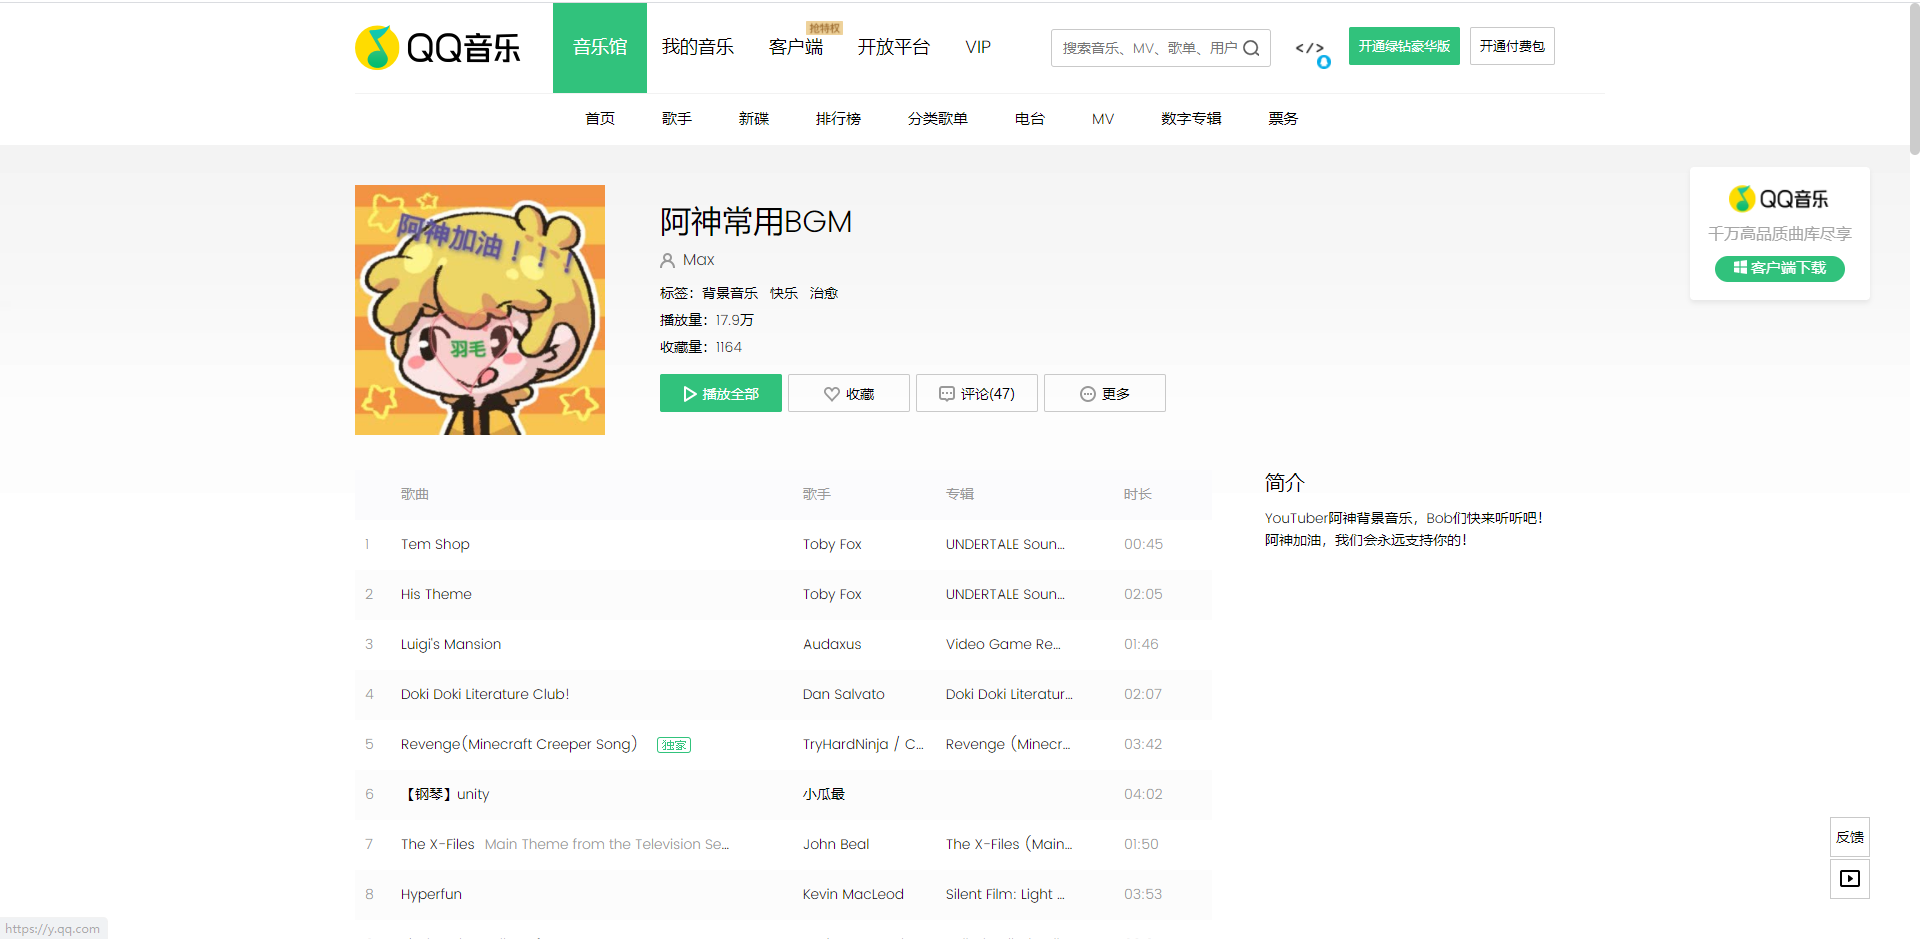 QQ音乐
音乐馆
我的音乐
客户端
抢特权
开放平台
VIP
搜索音乐、MV、歌单、用户
</>
开通绿钻豪华版
开通付费包
首页
歌手
新碟
排行榜
分类歌单
电台
MV
数字专辑
票务
阿神加油！！！
羽毛
阿神常用BGM
Max
标签：背景音乐 快乐 治愈
播放量：17.9万
收藏量：1164
播放全部
收藏
评论(47)
更多
QQ音乐
千万高品质曲库尽享
客户端下载
歌曲 歌手 专辑 时长
1 Tem Shop Toby Fox UNDERTALE Soun... 00:45
2 His Theme Toby Fox UNDERTALE Soun... 02:05
3 Luigi's Mansion Audaxus Video Game Re... 01:46
4 Doki Doki Literature Club! Dan Salvato Doki Doki Literatur... 02:07
5 Revenge(Minecraft Creeper Song) 独家 TryHardNinja / C... Revenge (Minecr... 03:42
6 【钢琴】unity 小瓜最 04:02
7 The X-Files Main Theme from the Television Se... John Beal The X-Files (Main... 01:50
8 Hyperfun Kevin MacLeod Silent Film: Light ... 03:53
简介
YouTuber阿神背景音乐，Bob们快来听听吧！
阿神加油，我们会永远支持你的！
反馈
https://y.qq.com